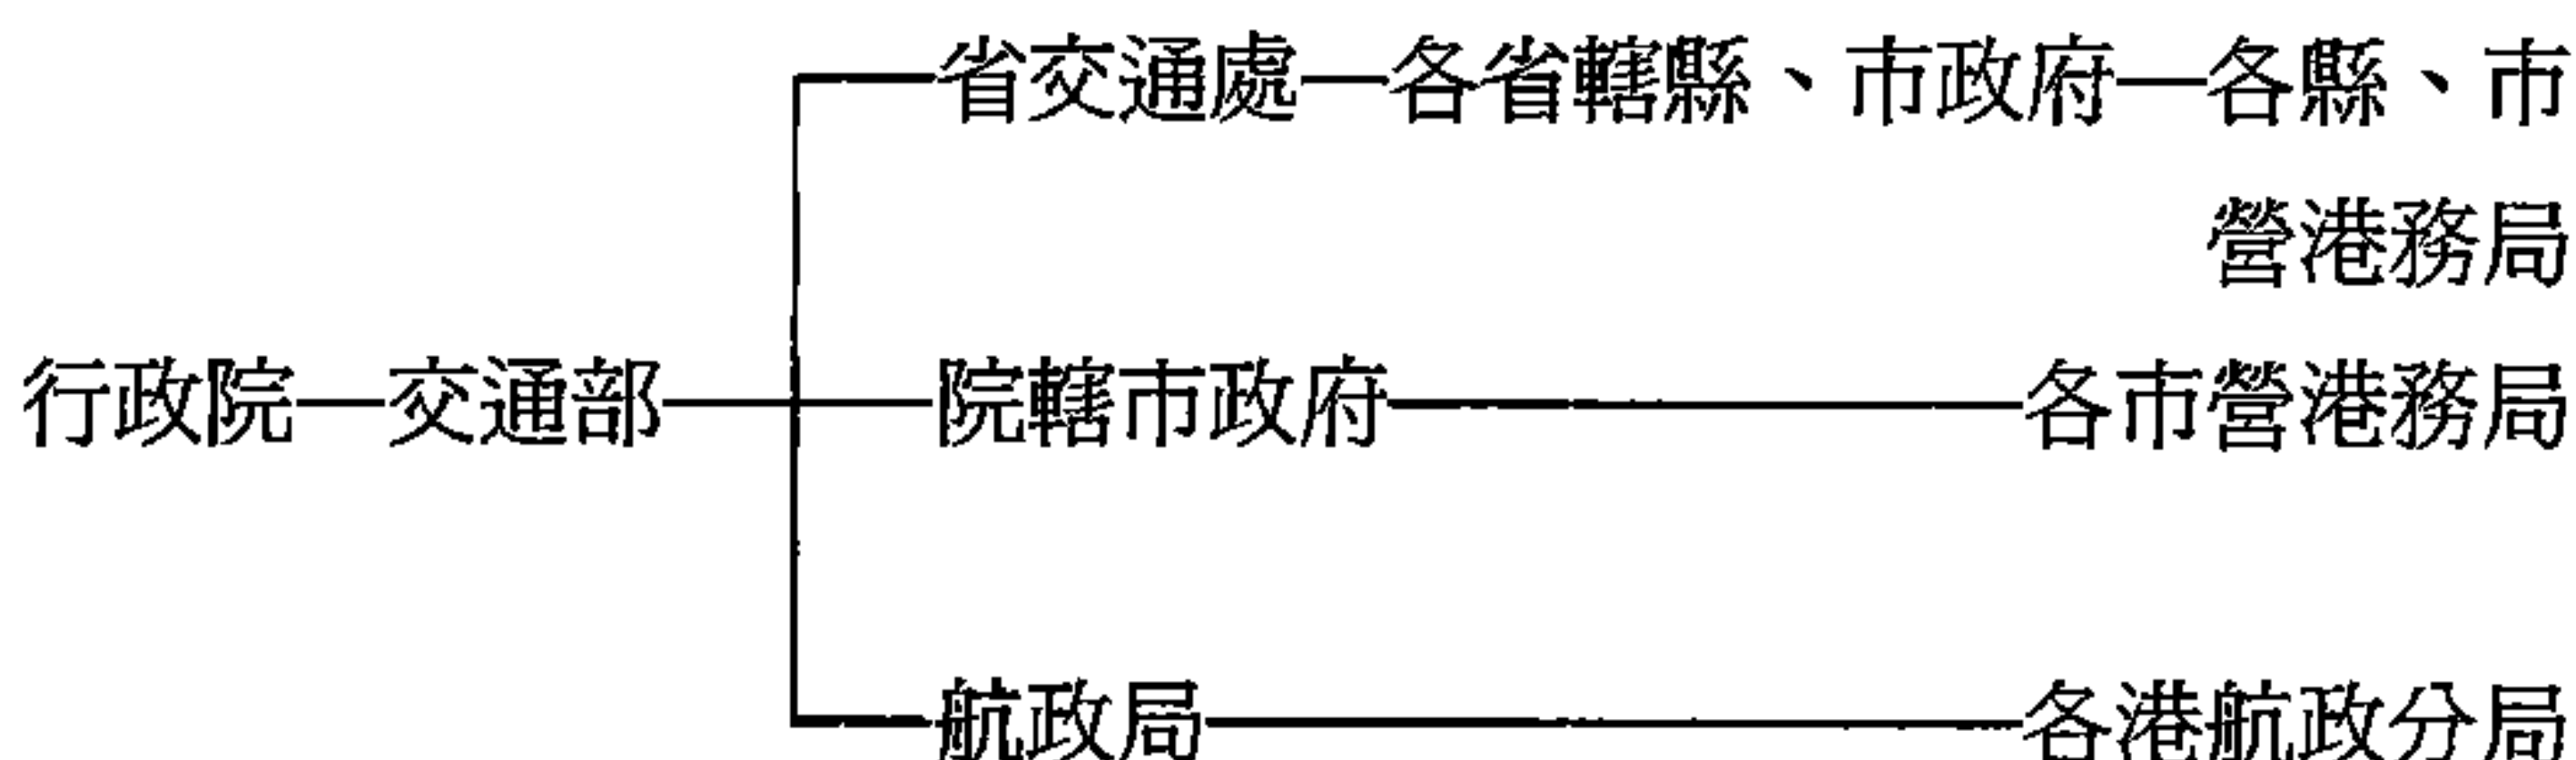 省交通處—各省轄縣、市政府—各縣、市
營港務局
行政院—交通部—院轄市政府—各市營港務局
航政局—各港航政分局